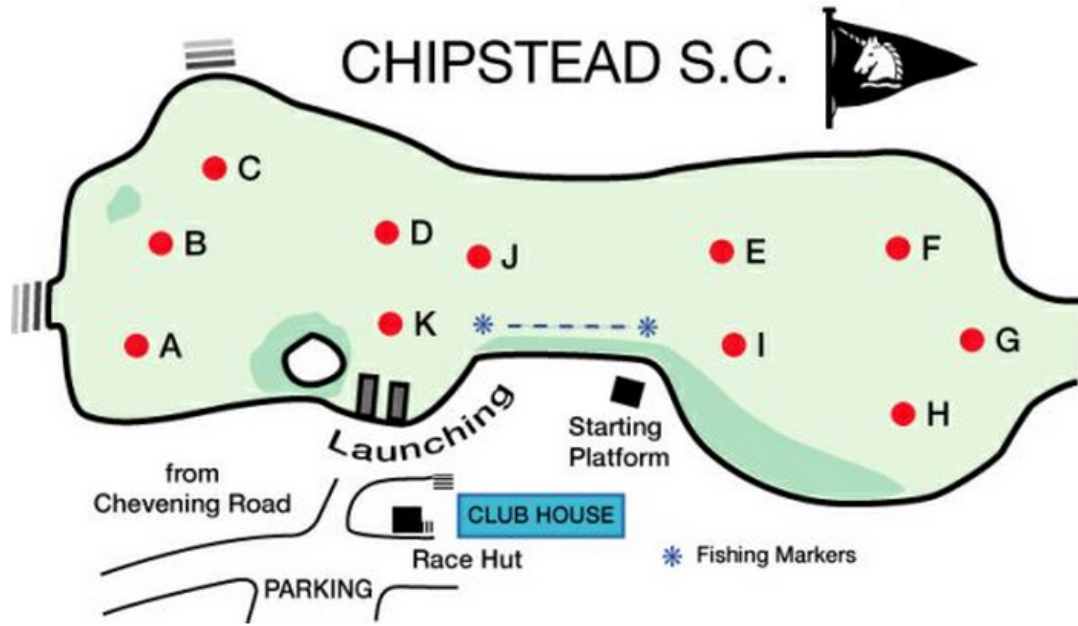 CHIPSTEAD S.C.
C
B
D
J
E
F
A
K
I
G
H
Launching
Starting
Platform
from
Chevening Road
CLUB HOUSE
Race Hut
Fishing Markers
PARKING